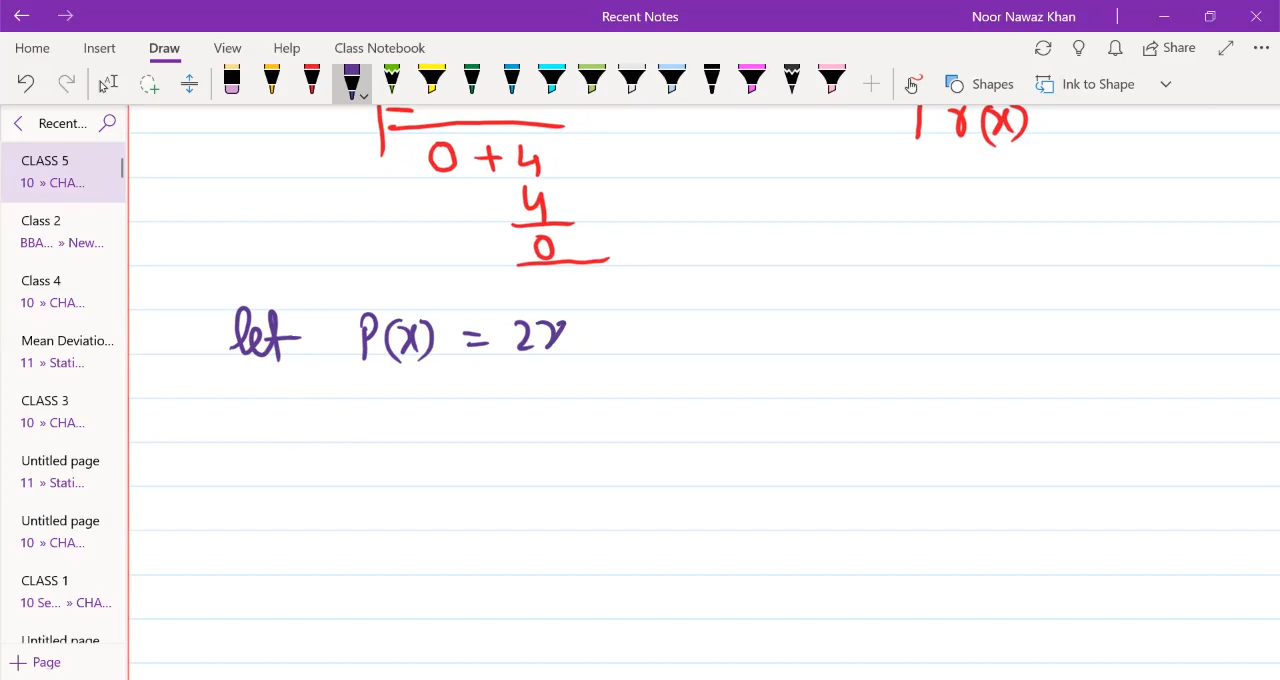 Recent Notes
Noor Nawaz Khan
Home Insert Draw View Help Class Notebook Share
Shapes Ink to Shape
Recent...
CLASS 5
10 » CHA...
Class 2
BBA... » New...
Class 4
10 » CHA...
Mean Deviatio...
11 » Stati...
CLASS 3
10 » CHA...
Untitled page
11 » Stati...
Untitled page
10 » CHA...
CLASS 1
10 Se... » CHA...
Untitled page
+ Page
r(x)
0 + 4
4
0
let P(x) = 2x